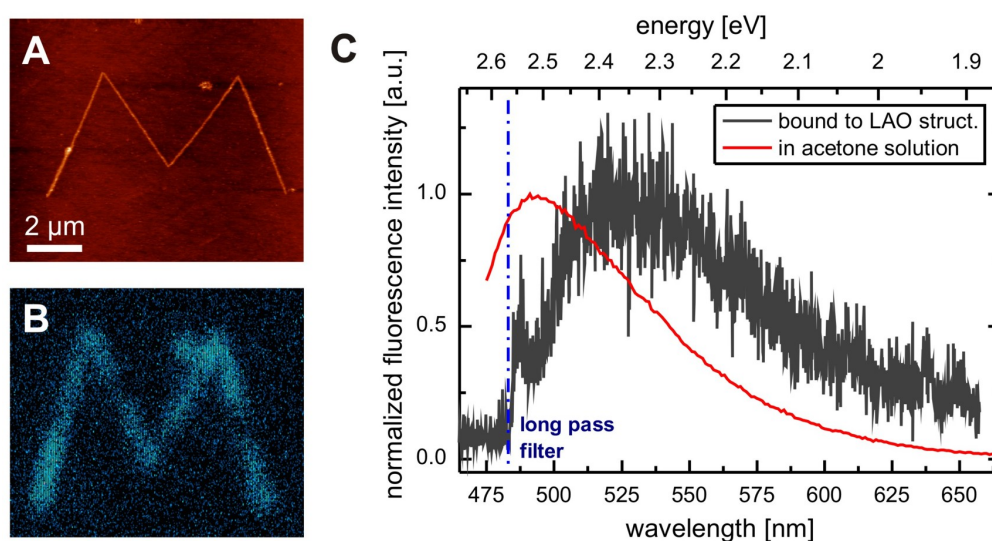 A
2 µm
B
C
energy [eV]
2.6 2.5 2.4 2.3 2.2 2.1 2 1.9
normalized fluorescence intensity [a.u.]
1.0
0.5
0.0
bound to LAO struct.
in acetone solution
long pass
filter
475 500 525 550 575 600 625 650
wavelength [nm]